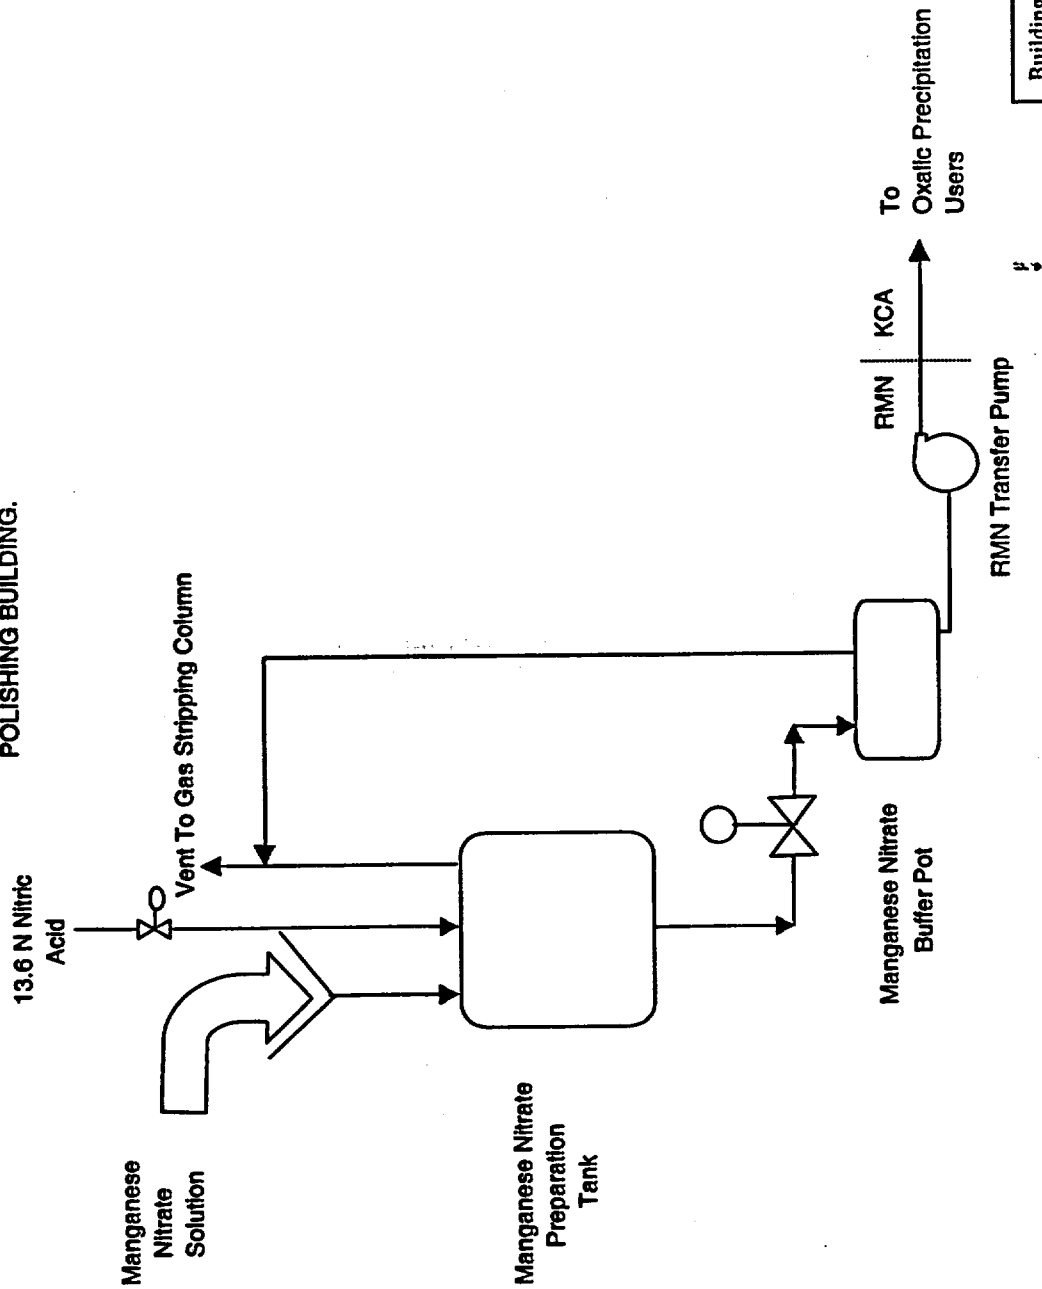 POLISHING BUILDING.
13.6 N Nitric
Acid
Vent To Gas Stripping Column
Manganese
Nitrate
Solution
Manganese Nitrate
Preparation
Tank
Manganese Nitrate
Buffer Pot
RMN
KCA
To
Oxalic Precipitation
Users
RMN Transfer Pump
Building